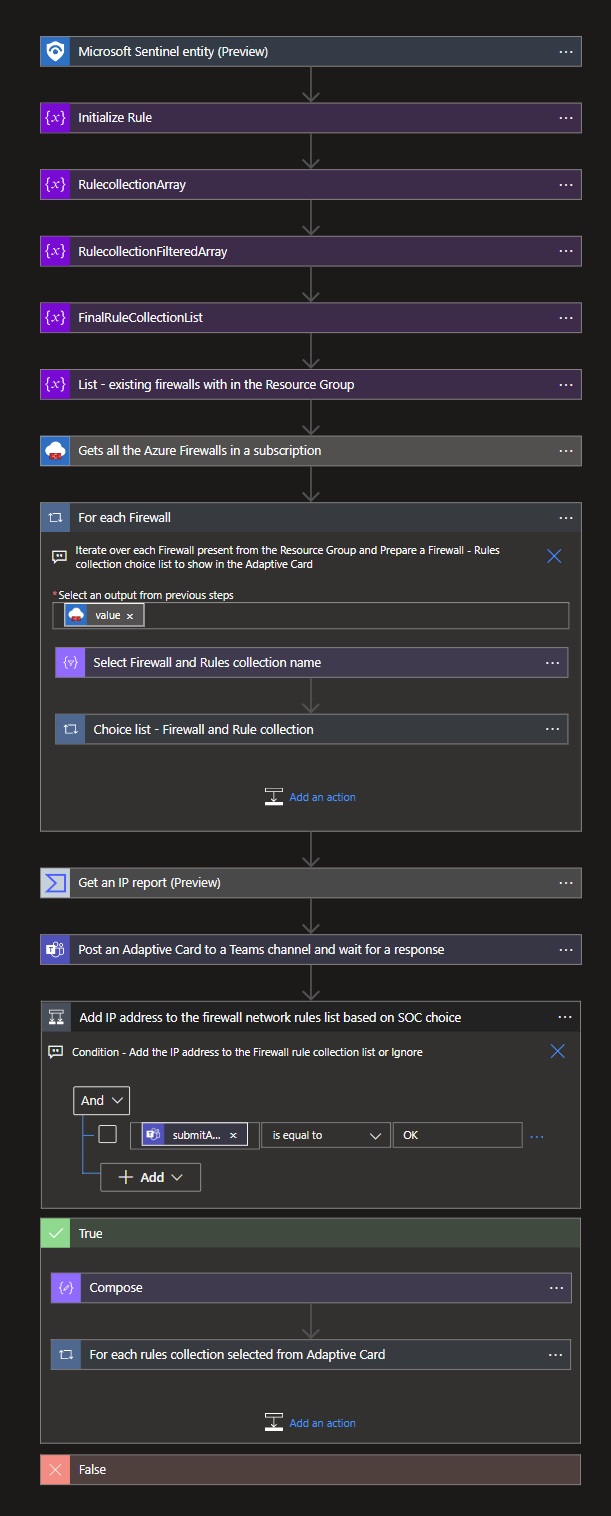 Microsoft Sentinel entity (Preview)
Initialize Rule
RulecollectionArray
RulecollectionFilteredArray
FinalRuleCollectionList
List - existing firewalls with in the Resource Group
Gets all the Azure Firewalls in a subscription
For each Firewall
Iterate over each Firewall present from the Resource Group and Prepare a Firewall - Rules
collection choice list to show in the Adaptive Card
*Select an output from previous steps
value ×
Select Firewall and Rules collection name
Choice list - Firewall and Rule collection
Add an action
Get an IP report (Preview)
Post an Adaptive Card to a Teams channel and wait for a response
Add IP address to the firewall network rules list based on SOC choice
Condition - Add the IP address to the Firewall rule collection list or Ignore
And
submitA... × is equal to OK
Add
True
Compose
For each rules collection selected from Adaptive Card
Add an action
False